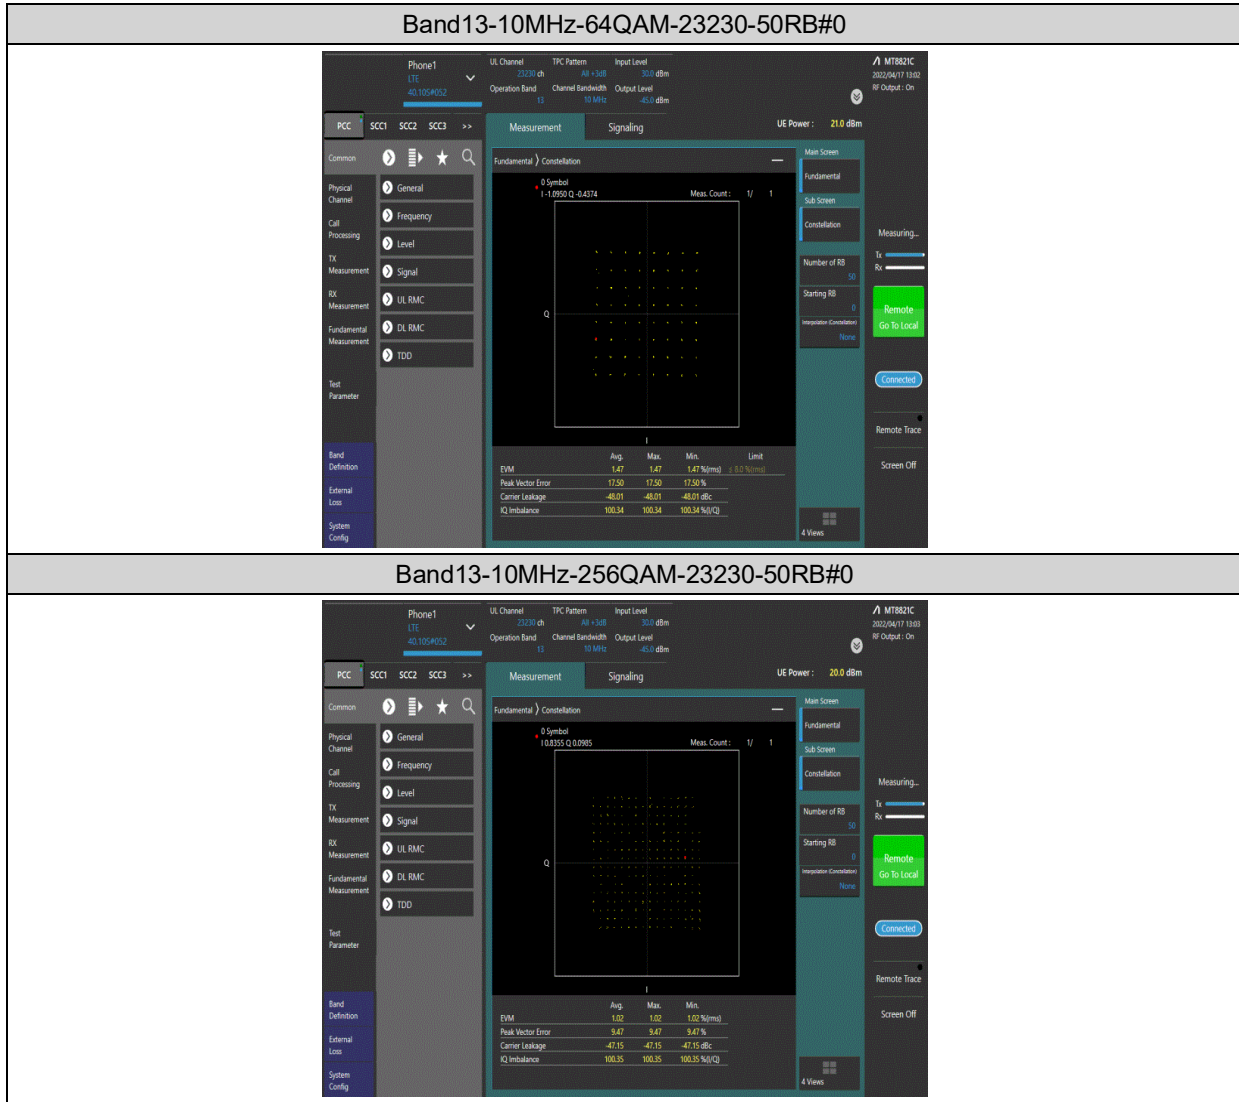 Band13-10MHz-64QAM-23230-50RB#0
Phone1
LTE
40.105#052
UL Channel TPC Pattern Input Level
23230 ch All +3dB 30.0 dBm
Operation Band Channel Bandwidth Output Level
13 10 MHz -45.0 dBm
MT8821C
2022/04/17 13:02
RF Output : On
PCC SCC1 SCC2 SCC3 >>
Measurement Signaling
UE Power : 21.0 dBm
Common
Physical Channel
Call Processing
TX Measurement
RX Measurement
Fundamental Measurement
Test Parameter
Band Definition
External Loss
System Config
General
Frequency
Level
Signal
UL RMC
DL RMC
TDD
Fundamental 〉 Constellation
0 Symbol
I -1.0950 Q -0.4374 Meas. Count : 1/ 1
Q
I
Avg. Max. Min. Limit
EVM 1.47 1.47 1.47 %(rms) ≤ 8.0 %(rms)
Peak Vector Error 17.50 17.50 17.50 %
Carrier Leakage -48.01 -48.01 -48.01 dBc
IQ Imbalance 100.34 100.34 100.34 %(I/Q)
Main Screen
Fundamental
Sub Screen
Constellation
Number of RB
50
Starting RB
0
Interpolation (Constellation)
None
4 Views
Measuring...
Tx
Rx
Remote
Go To Local
Connected
Remote Trace
Screen Off
Band13-10MHz-256QAM-23230-50RB#0
Phone1
LTE
40.105#052
UL Channel TPC Pattern Input Level
23230 ch All +3dB 30.0 dBm
Operation Band Channel Bandwidth Output Level
13 10 MHz -45.0 dBm
MT8821C
2022/04/17 13:03
RF Output : On
PCC SCC1 SCC2 SCC3 >>
Measurement Signaling
UE Power : 20.0 dBm
Common
Physical Channel
Call Processing
TX Measurement
RX Measurement
Fundamental Measurement
Test Parameter
Band Definition
External Loss
System Config
General
Frequency
Level
Signal
UL RMC
DL RMC
TDD
Fundamental 〉 Constellation
0 Symbol
I 0.8355 Q 0.0985 Meas. Count : 1/ 1
Q
I
Avg. Max. Min.
EVM 1.02 1.02 1.02 %(rms)
Peak Vector Error 9.47 9.47 9.47 %
Carrier Leakage -47.15 -47.15 -47.15 dBc
IQ Imbalance 100.35 100.35 100.35 %(I/Q)
Main Screen
Fundamental
Sub Screen
Constellation
Number of RB
50
Starting RB
0
Interpolation (Constellation)
None
4 Views
Measuring...
Tx
Rx
Remote
Go To Local
Connected
Remote Trace
Screen Off